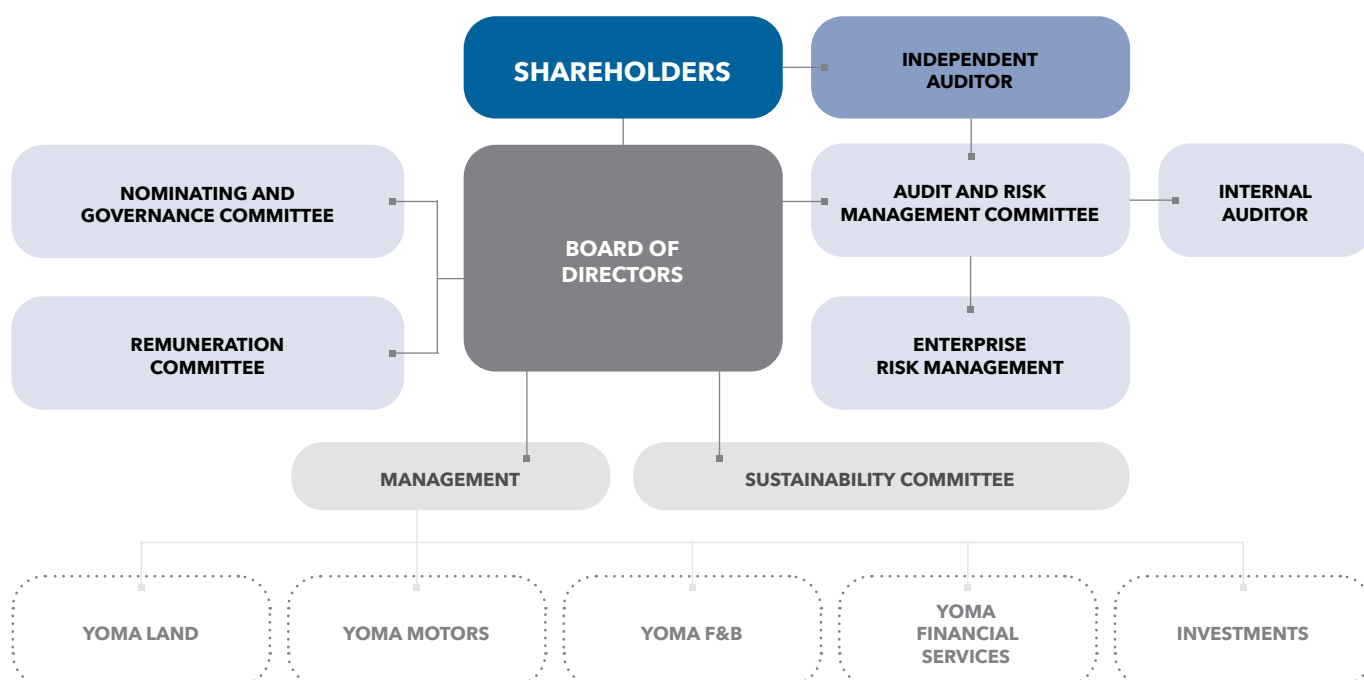 SHAREHOLDERS
INDEPENDENT
AUDITOR
NOMINATING AND
GOVERNANCE COMMITTEE
BOARD OF
DIRECTORS
AUDIT AND RISK
MANAGEMENT COMMITTEE
INTERNAL
AUDITOR
REMUNERATION
COMMITTEE
ENTERPRISE
RISK MANAGEMENT
MANAGEMENT
SUSTAINABILITY COMMITTEE
YOMA LAND
YOMA MOTORS
YOMA F&B
YOMA
FINANCIAL
SERVICES
INVESTMENTS